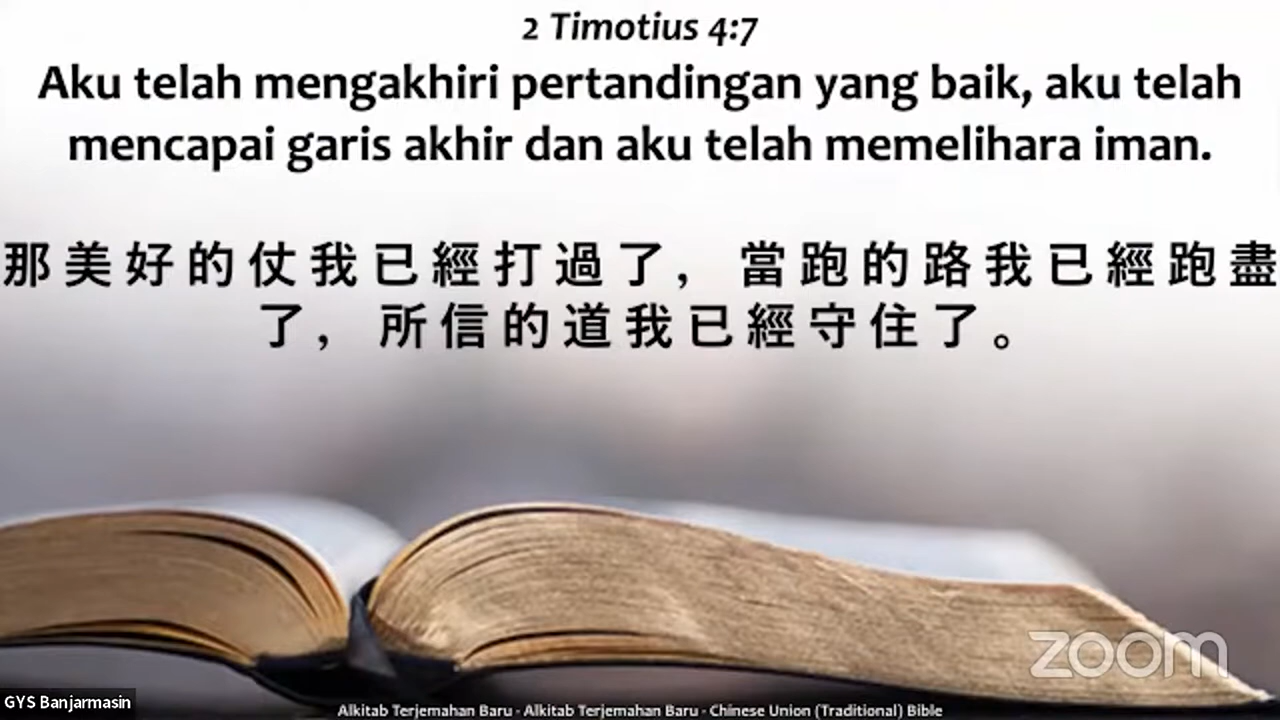 2 Timotius 4:7
Aku telah mengakhiri pertandingan yang baik, aku telah
mencapai garis akhir dan aku telah memelihara iman.
那美好的仗我已經打過了，當跑的路我已經跑盡
了，所信的道我已經守住了。
zoom
GYS Banjarmasin
Alkitab Terjemahan Baru - Alkitab Terjemahan Baru - Chinese Union (Traditional) Bible